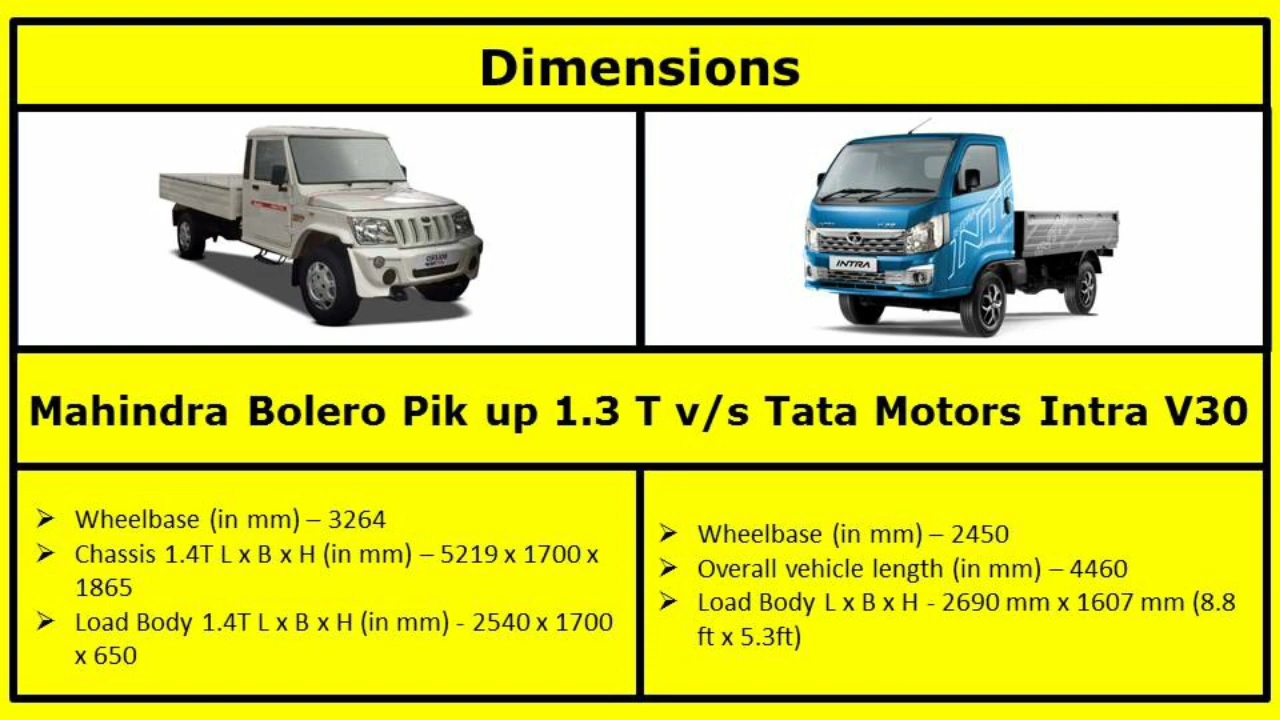 Dimensions
INTRA
Mahindra Bolero Pik up 1.3 T v/s Tata Motors Intra V30
➢ Wheelbase (in mm) – 3264
➢ Chassis 1.4T L x B x H (in mm) – 5219 x 1700 x
1865
➢ Load Body 1.4T L x B x H (in mm) - 2540 x 1700
x 650
➢ Wheelbase (in mm) – 2450
➢ Overall vehicle length (in mm) – 4460
➢ Load Body L x B x H - 2690 mm x 1607 mm (8.8
ft x 5.3ft)